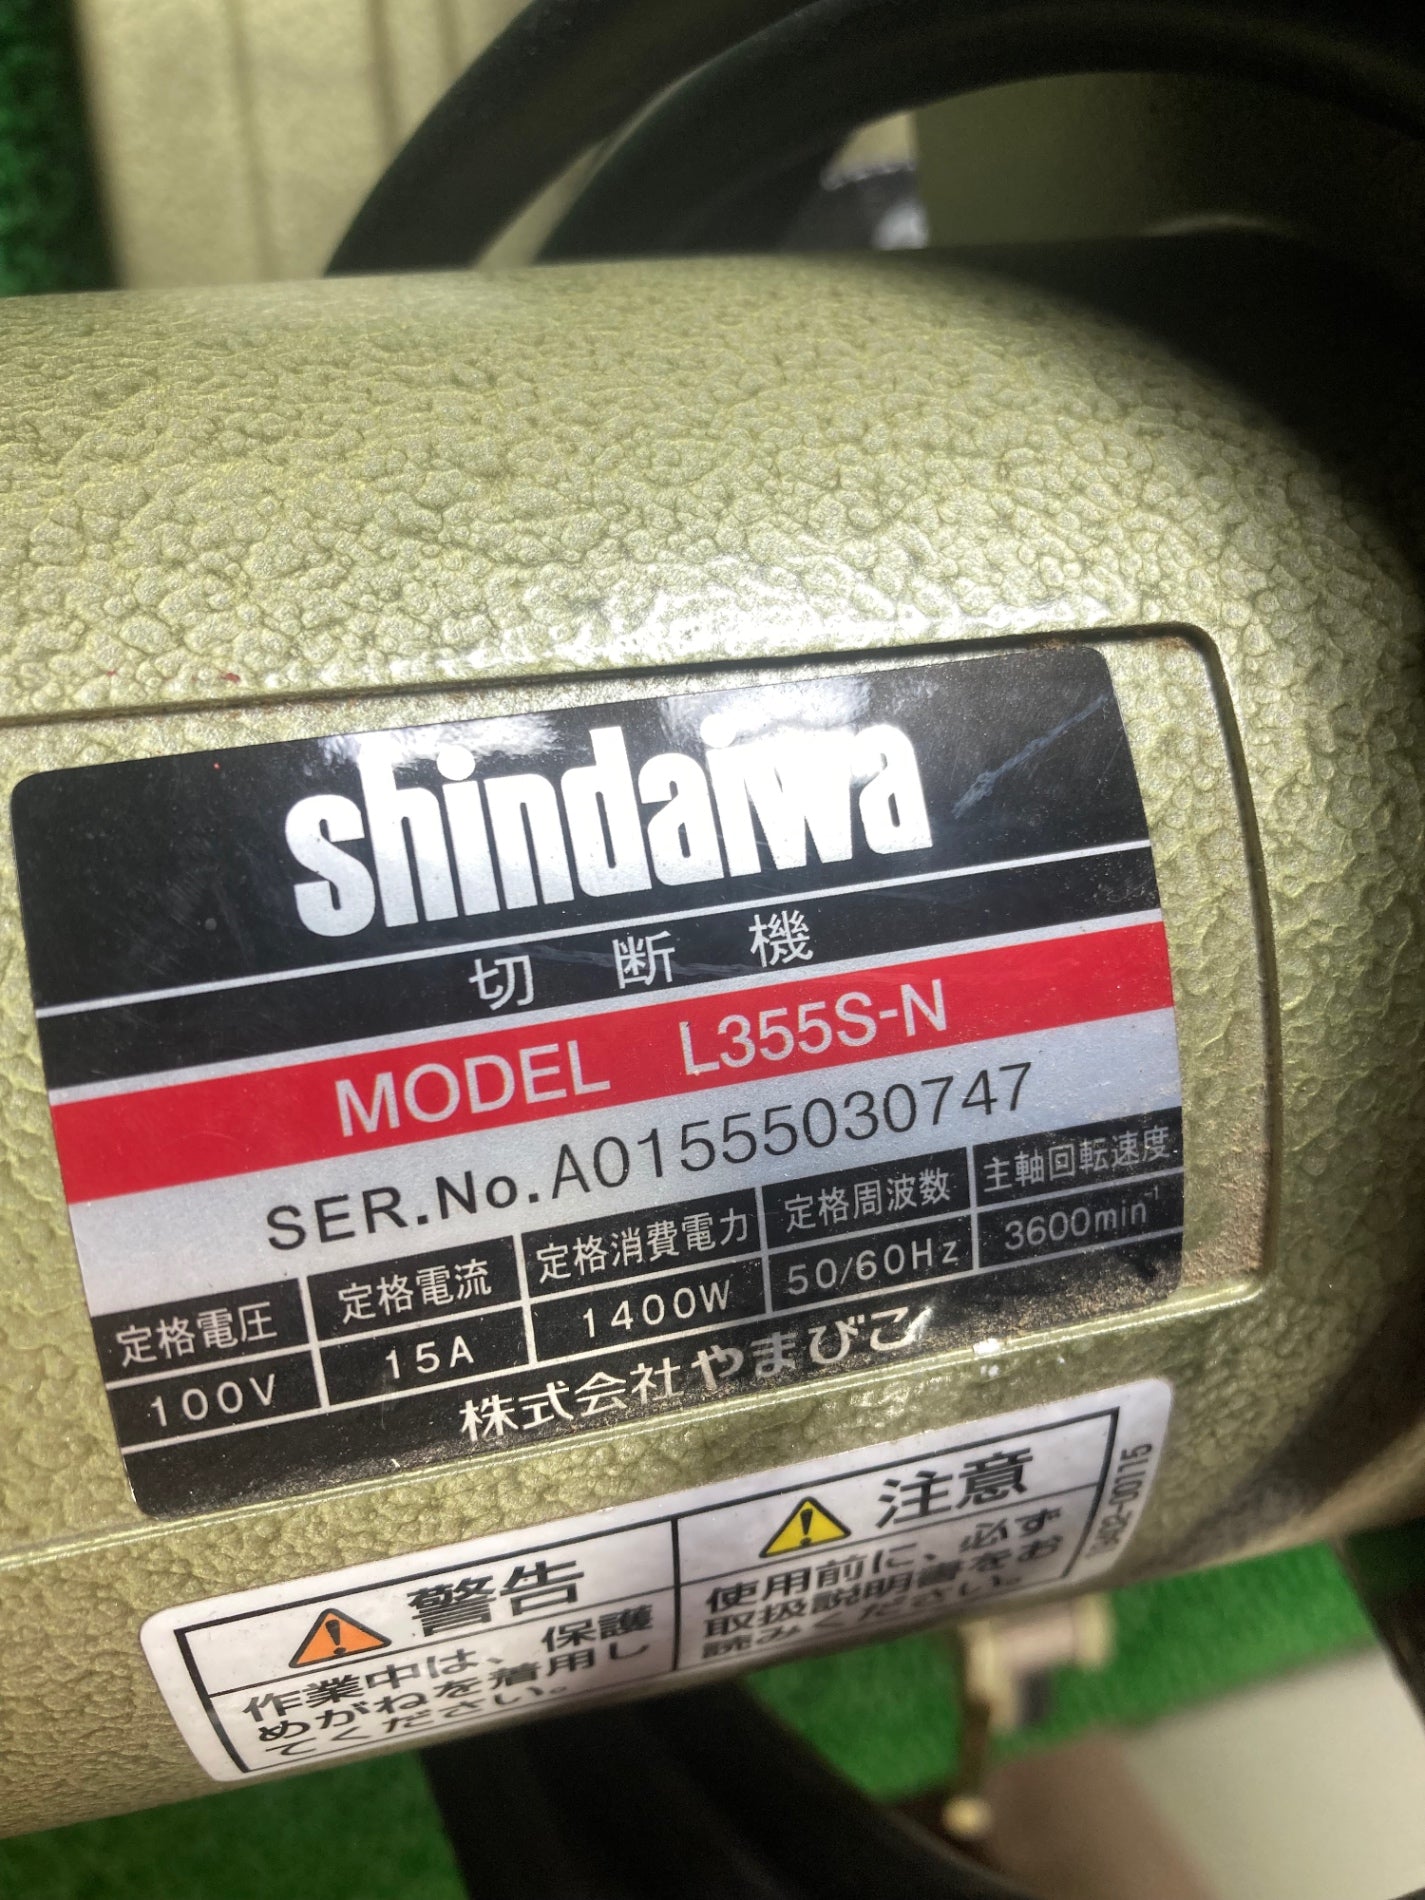 shindaiwa
切断機
MODEL L355S-N
SER.No.A01555030747
定格電圧 定格電流 定格消費電力 定格周波数 主軸回転速度
100V 15A 1400W 50/60Hz 3600min⁻¹
株式会社やまびこ
警告
作業中は、保護
めがねを着用し
てください。
注意
使用前に、必ず
取扱説明書をお
読みください。